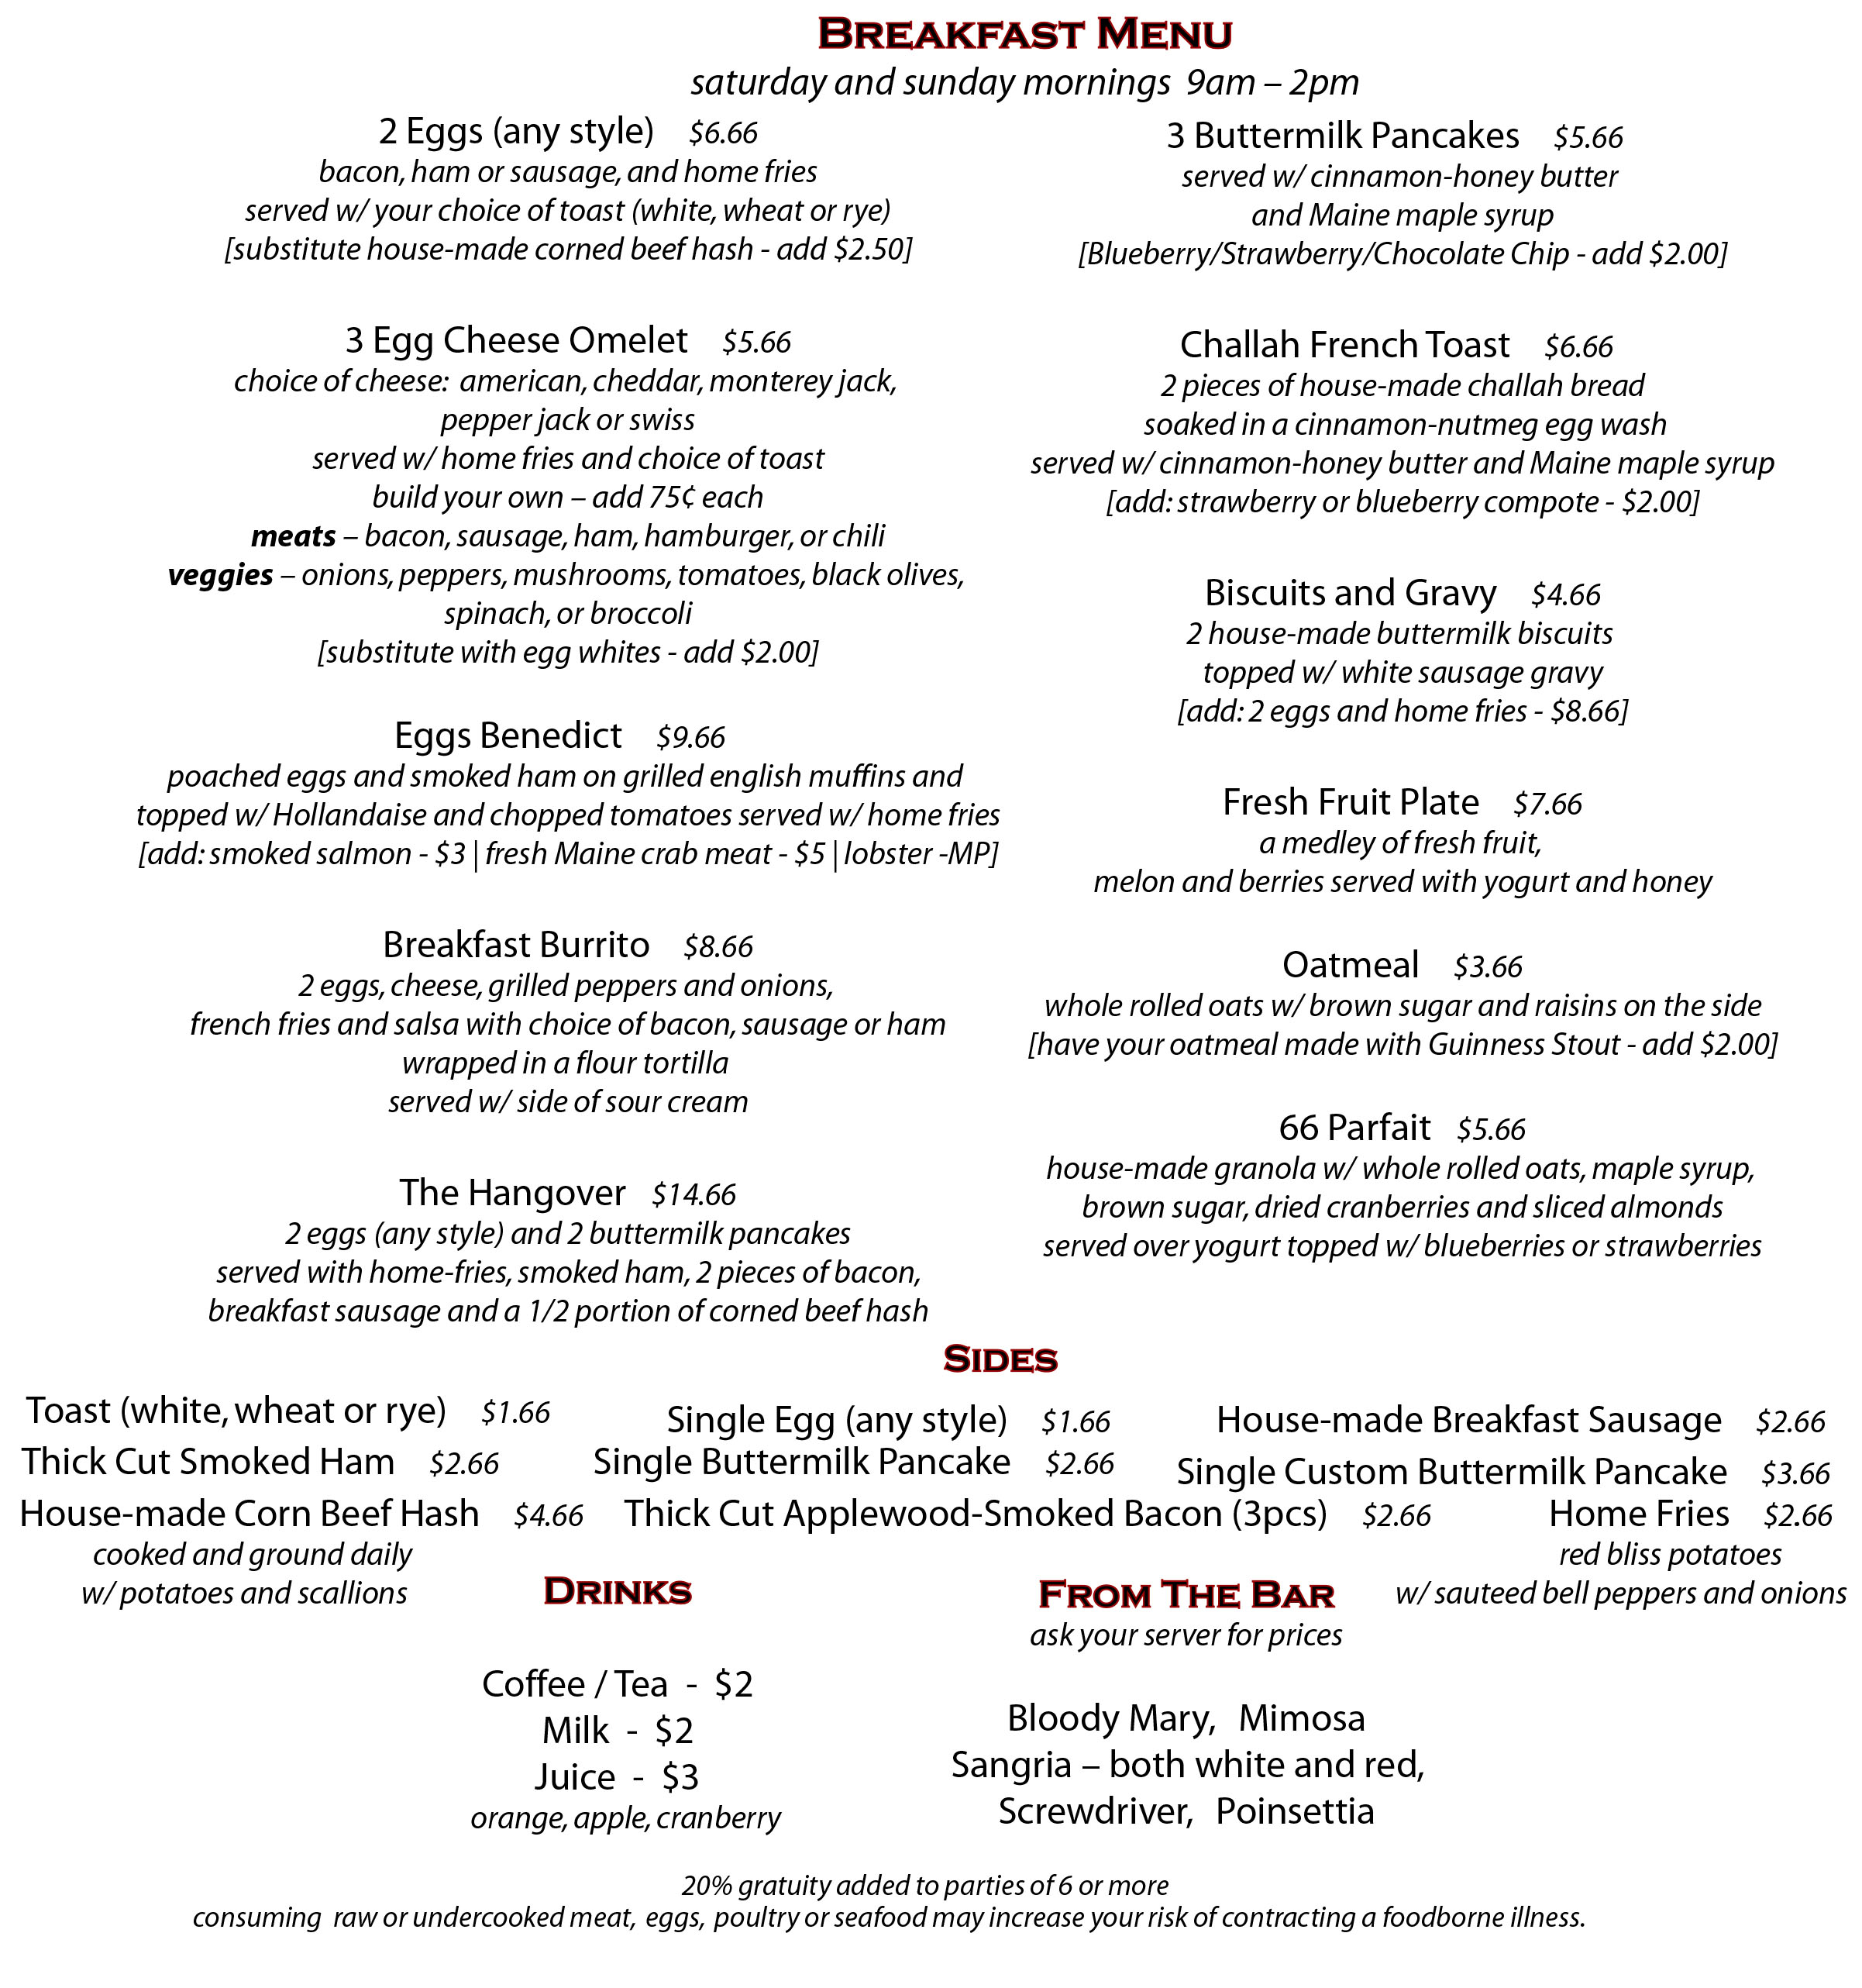 Breakfast Menu
saturday and sunday mornings 9am – 2pm
2 Eggs (any style) $6.66
bacon, ham or sausage, and home fries
served w/ your choice of toast (white, wheat or rye)
[substitute house-made corned beef hash - add $2.50]
3 Egg Cheese Omelet $5.66
choice of cheese: american, cheddar, monterey jack,
pepper jack or swiss
served w/ home fries and choice of toast
build your own – add 75¢ each
meats – bacon, sausage, ham, hamburger, or chili
veggies – onions, peppers, mushrooms, tomatoes, black olives,
spinach, or broccoli
[substitute with egg whites - add $2.00]
Eggs Benedict $9.66
poached eggs and smoked ham on grilled english muffins and
topped w/ Hollandaise and chopped tomatoes served w/ home fries
[add: smoked salmon - $3 | fresh Maine crab meat - $5 | lobster -MP]
Breakfast Burrito $8.66
2 eggs, cheese, grilled peppers and onions,
french fries and salsa with choice of bacon, sausage or ham
wrapped in a flour tortilla
served w/ side of sour cream
The Hangover $14.66
2 eggs (any style) and 2 buttermilk pancakes
served with home-fries, smoked ham, 2 pieces of bacon,
breakfast sausage and a 1/2 portion of corned beef hash
3 Buttermilk Pancakes $5.66
served w/ cinnamon-honey butter
and Maine maple syrup
[Blueberry/Strawberry/Chocolate Chip - add $2.00]
Challah French Toast $6.66
2 pieces of house-made challah bread
soaked in a cinnamon-nutmeg egg wash
served w/ cinnamon-honey butter and Maine maple syrup
[add: strawberry or blueberry compote - $2.00]
Biscuits and Gravy $4.66
2 house-made buttermilk biscuits
topped w/ white sausage gravy
[add: 2 eggs and home fries - $8.66]
Fresh Fruit Plate $7.66
a medley of fresh fruit,
melon and berries served with yogurt and honey
Oatmeal $3.66
whole rolled oats w/ brown sugar and raisins on the side
[have your oatmeal made with Guinness Stout - add $2.00]
66 Parfait $5.66
house-made granola w/ whole rolled oats, maple syrup,
brown sugar, dried cranberries and sliced almonds
served over yogurt topped w/ blueberries or strawberries
Sides
Toast (white, wheat or rye) $1.66
Single Egg (any style) $1.66
House-made Breakfast Sausage $2.66
Thick Cut Smoked Ham $2.66
Single Buttermilk Pancake $2.66
Single Custom Buttermilk Pancake $3.66
House-made Corn Beef Hash $4.66
cooked and ground daily
w/ potatoes and scallions
Thick Cut Applewood-Smoked Bacon (3pcs) $2.66
Home Fries $2.66
red bliss potatoes
w/ sauteed bell peppers and onions
Drinks
Coffee / Tea - $2
Milk - $2
Juice - $3
orange, apple, cranberry
From The Bar
ask your server for prices
Bloody Mary, Mimosa
Sangria – both white and red,
Screwdriver, Poinsettia
20% gratuity added to parties of 6 or more
consuming raw or undercooked meat, eggs, poultry or seafood may increase your risk of contracting a foodborne illness.